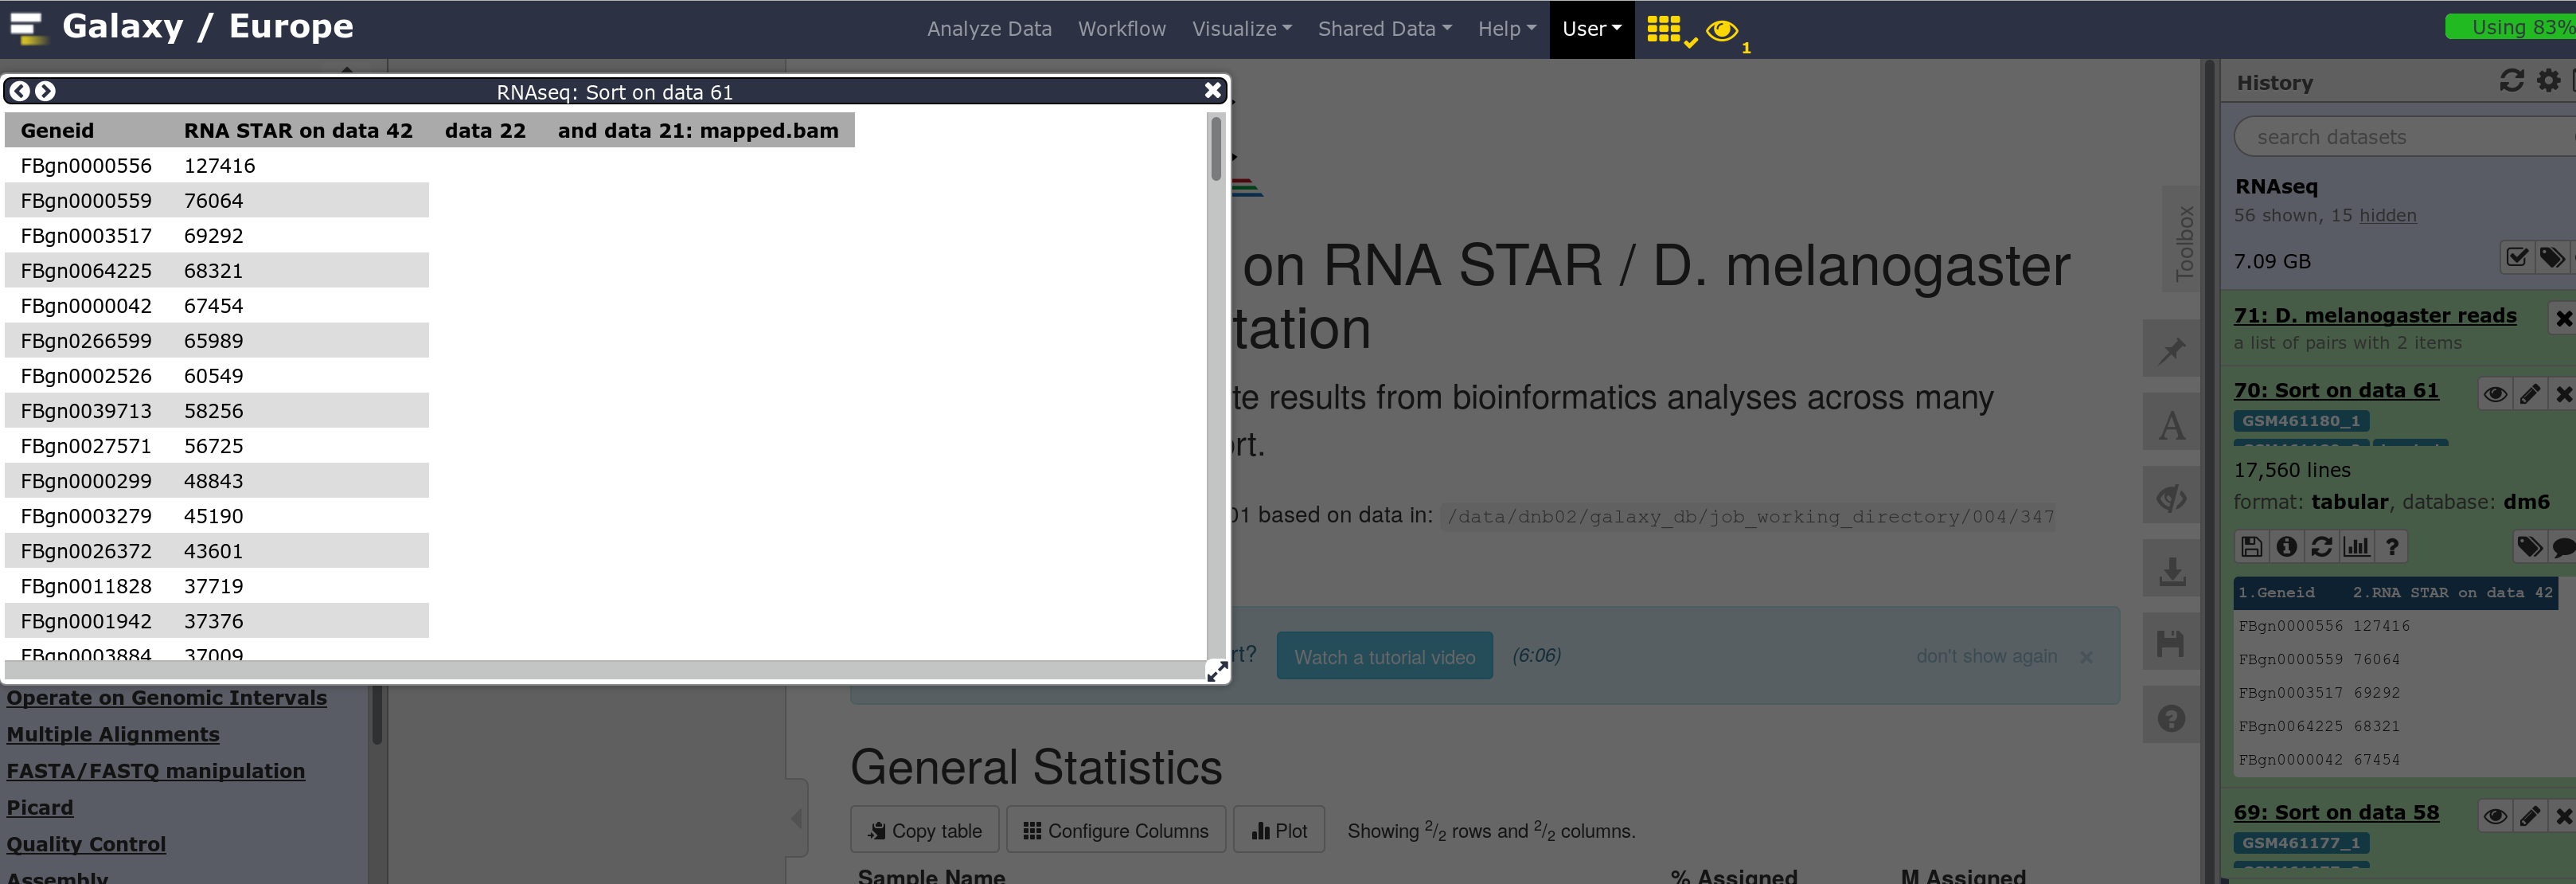 Galaxy / Europe
Analyze Data Workflow Visualize Shared Data Help User 1 Using 83%
RNAseq: Sort on data 61
Geneid RNA STAR on data 42 data 22 and data 21: mapped.bam
FBgn0000556 127416
FBgn0000559 76064
FBgn0003517 69292
FBgn0064225 68321
FBgn0000042 67454
FBgn0266599 65989
FBgn0002526 60549
FBgn0039713 58256
FBgn0027571 56725
FBgn0000299 48843
FBgn0003279 45190
FBgn0026372 43601
FBgn0011828 37719
FBgn0001942 37376
FBgn0003884 37009
Operate on Genomic Intervals
Multiple Alignments
FASTA/FASTQ manipulation
Picard
Quality Control
Assembly
on RNA STAR / D. melanogaster
tation
te results from bioinformatics analyses across many
rt.
01 based on data in: /data/dnb02/galaxy_db/job_working_directory/004/347
rt? Watch a tutorial video (6:06) don't show again ×
General Statistics
Copy table Configure Columns Plot Showing 2/2 rows and 2/2 columns.
Sample Name % Assigned M Assigned
Toolbox
A
History
search datasets
RNAseq
56 shown, 15 hidden
7.09 GB
71: D. melanogaster reads
a list of pairs with 2 items
70: Sort on data 61
GSM461180_1
17,560 lines
format: tabular, database: dm6
1.Geneid 2.RNA STAR on data 42
FBgn0000556 127416
FBgn0000559 76064
FBgn0003517 69292
FBgn0064225 68321
FBgn0000042 67454
69: Sort on data 58
GSM461177_1